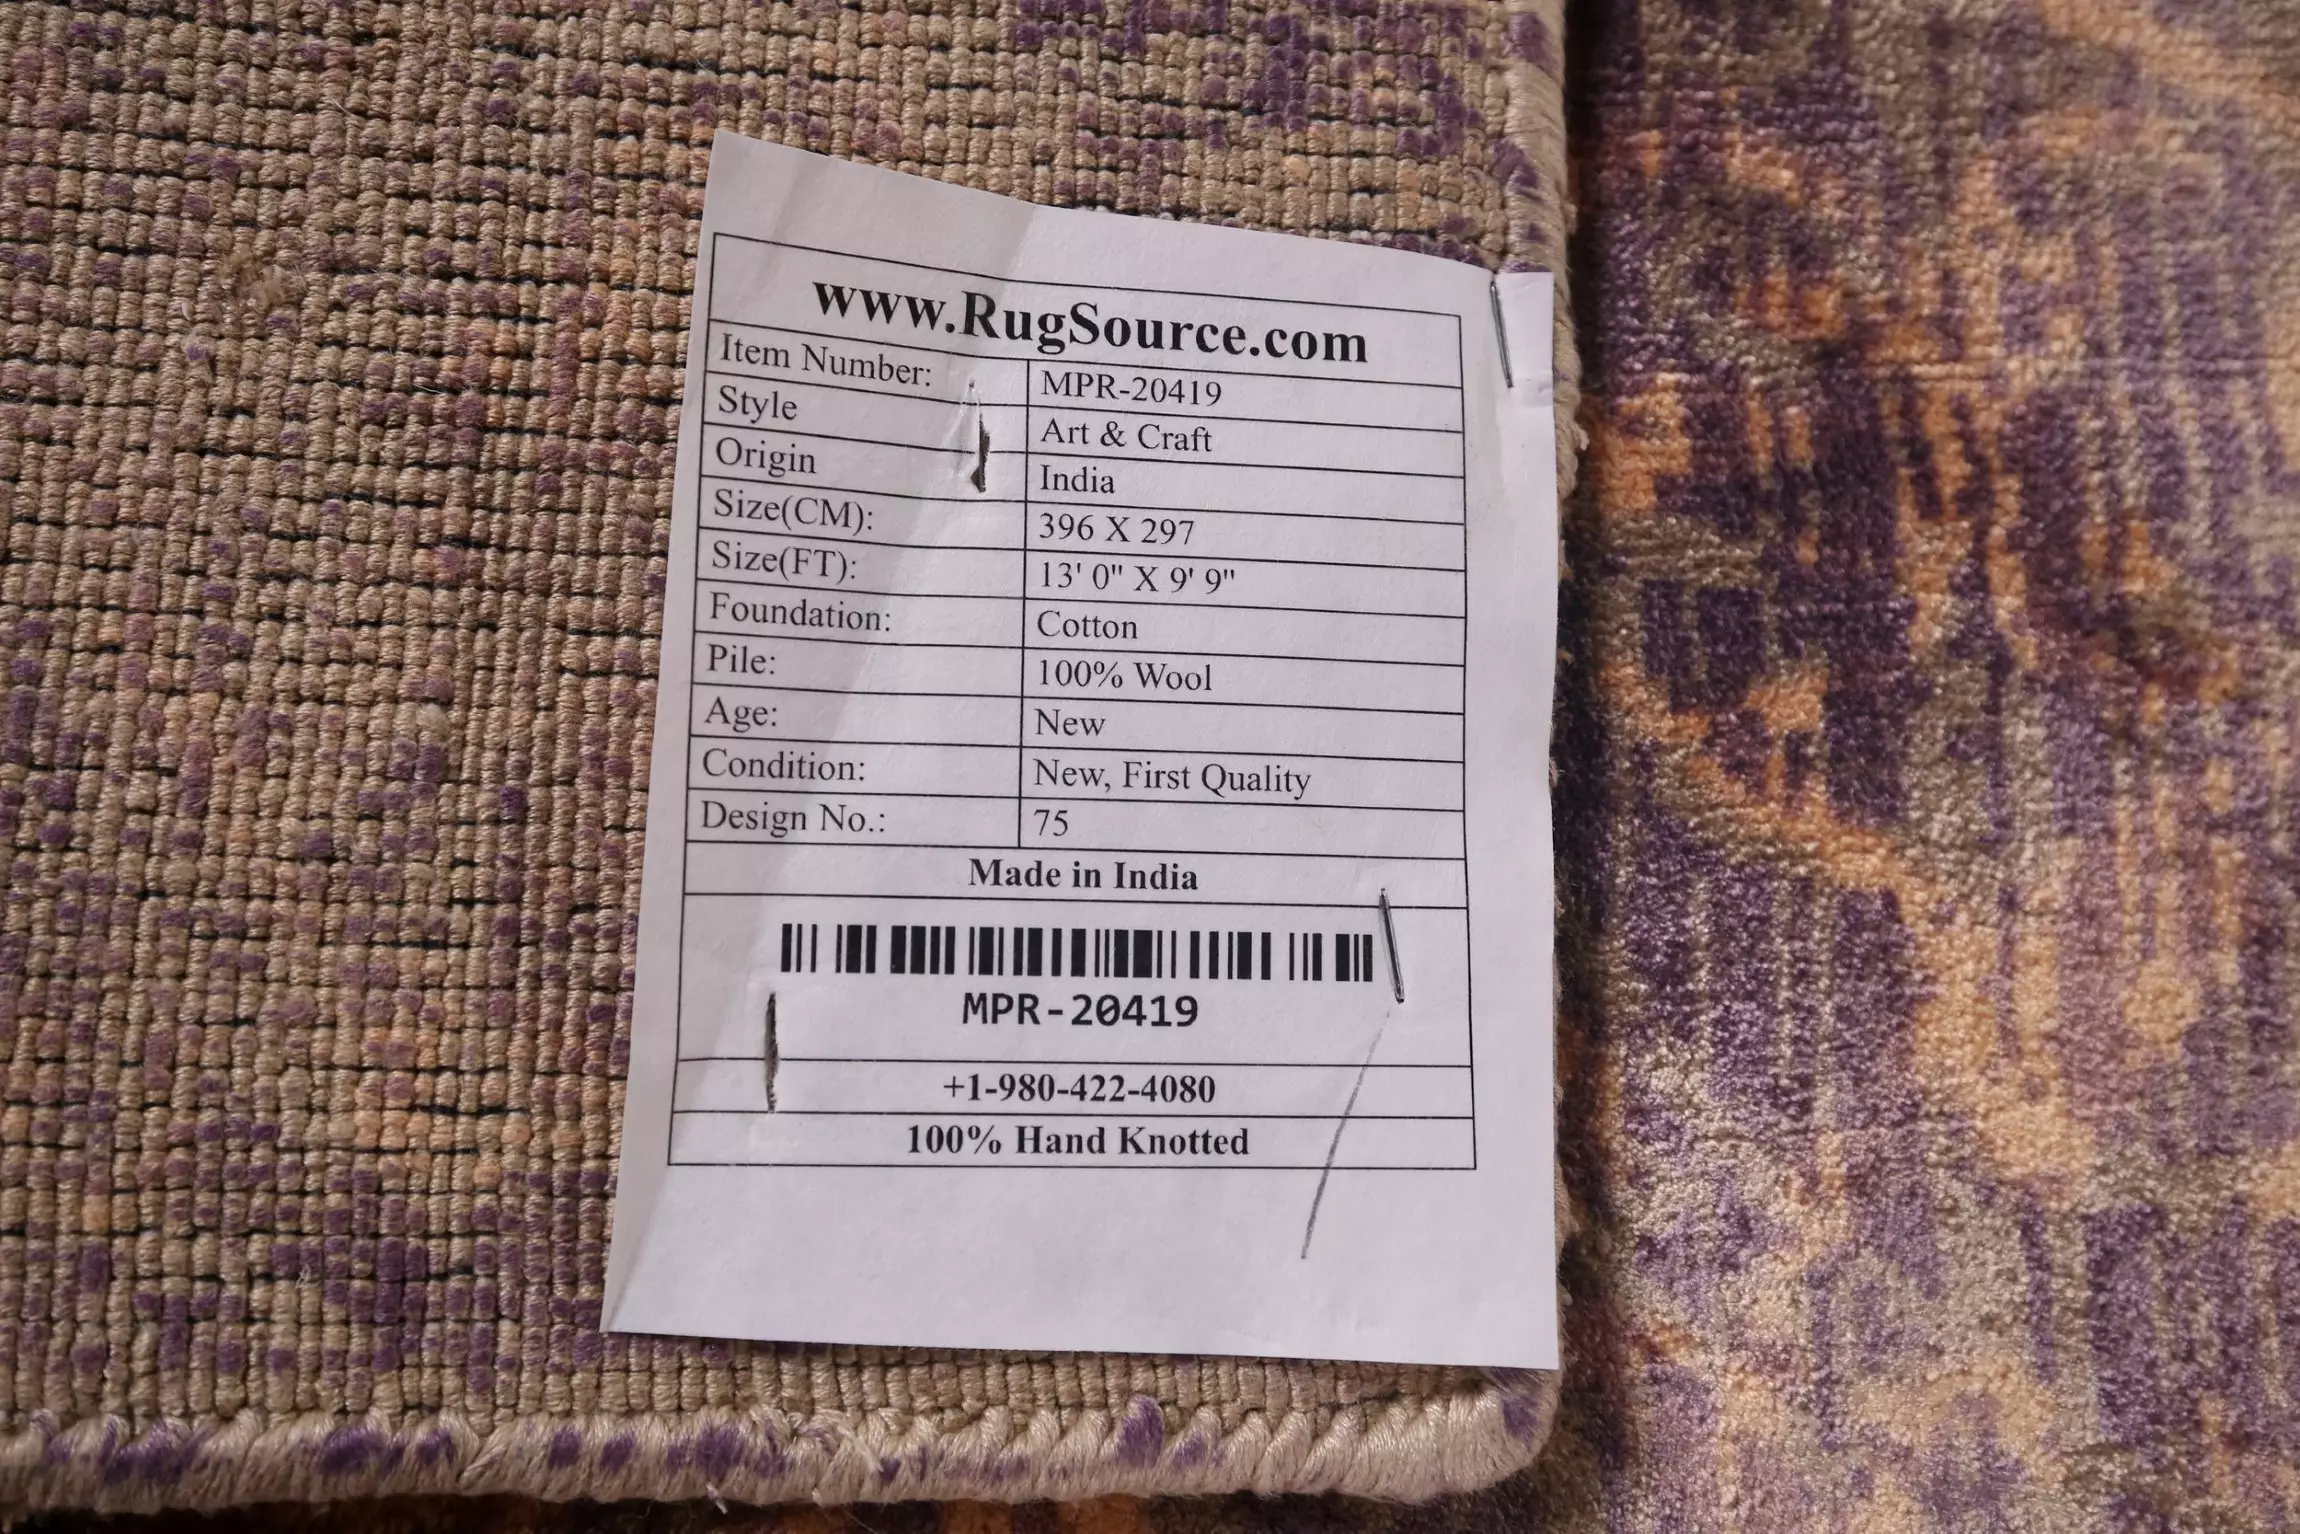 www.RugSource.com
Item Number: MPR-20419
Style Art & Craft
Origin India
Size(CM): 396 X 297
Size(FT): 13' 0" X 9' 9"
Foundation: Cotton
Pile: 100% Wool
Age: New
Condition: New, First Quality
Design No.: 75
Made in India
MPR-20419
+1-980-422-4080
100% Hand Knotted